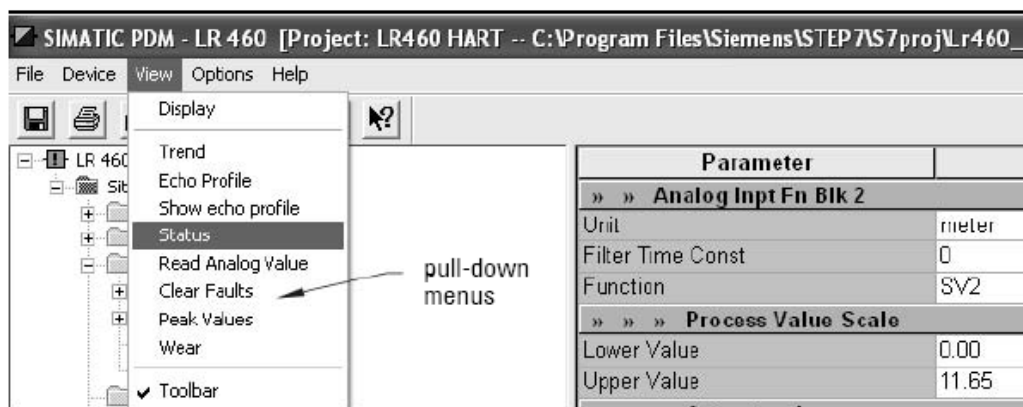 SIMATIC PDM - LR 460 [Project: LR460 HART -- C:\Program Files\Siemens\STEP7\S7proj\Lr460_
File Device View Options Help
Display
Trend
Echo Profile
Show echo profile
Status
Read Analog Value
Clear Faults
Peak Values
Wear
✔ Toolbar
LR 460
Sit
pull-down
menus
Parameter
» » Analog Inpt Fn Blk 2
Unit meter
Filter Time Const 0
Function SV2
» » » Process Value Scale
Lower Value 0.00
Upper Value 11.65